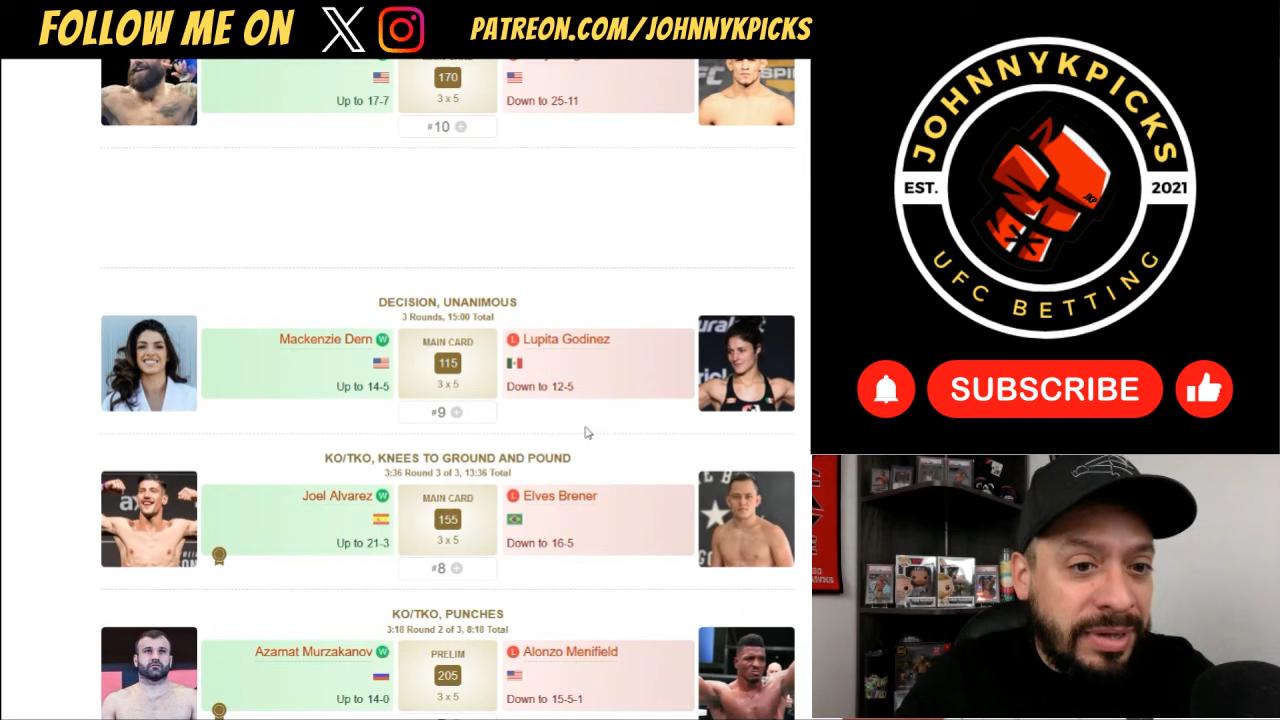 FOLLOW ME ON
PATREON.COM/JOHNNYKPICKS
170
3 x 5
Up to 17-7
Down to 25-11
#10
DECISION, UNANIMOUS
3 Rounds, 15:00 Total
Mackenzie Dern W
MAIN CARD
L Lupita Godinez
115
3 x 5
Up to 14-5
Down to 12-5
#9
KO/TKO, KNEES TO GROUND AND POUND
3:36 Round 3 of 3, 13:36 Total
Joel Alvarez W
MAIN CARD
L Elves Brener
155
3 x 5
Up to 21-3
Down to 16-5
#8
KO/TKO, PUNCHES
3:18 Round 2 of 3, 8:18 Total
Azamat Murzakanov W
PRELIM
L Alonzo Menifield
205
3 x 5
Up to 14-0
Down to 15-5-1
JOHNNYKPICKS
EST.
2021
JKP
UFC BETTING
SUBSCRIBE